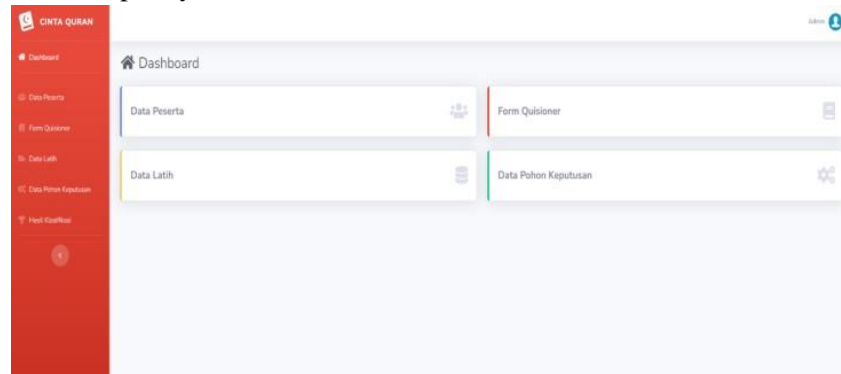 CINTA QURAN
Admin
Dashboard
Data Peserta
Form Quisioner
Data Latih
Data Pohon Keputusan
Hasil Klasifikasi
Dashboard
Data Peserta
Form Quisioner
Data Latih
Data Pohon Keputusan